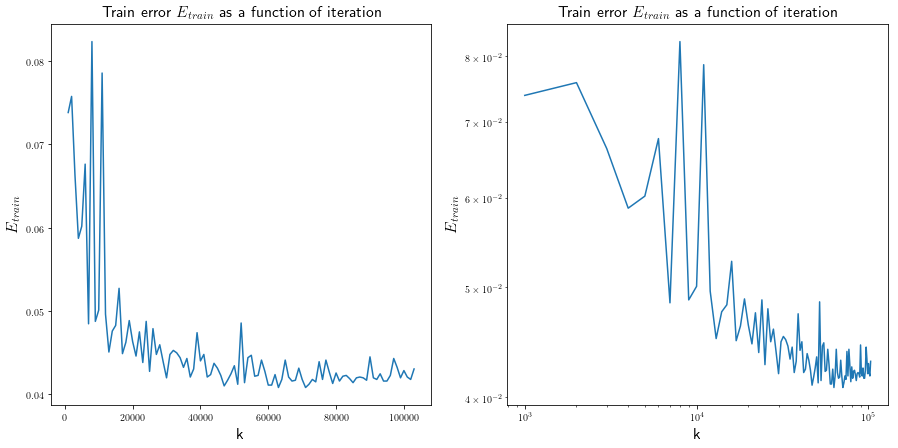 Train error $E_{train}$ as a function of iteration
0.08
0.07
0.06
0.05
0.04
$E_{train}$
0 20000 40000 60000 80000 100000
k
Train error $E_{train}$ as a function of iteration
$8 \times 10^{-2}$
$7 \times 10^{-2}$
$6 \times 10^{-2}$
$5 \times 10^{-2}$
$4 \times 10^{-2}$
$E_{train}$
$10^3$ $10^4$ $10^5$
k